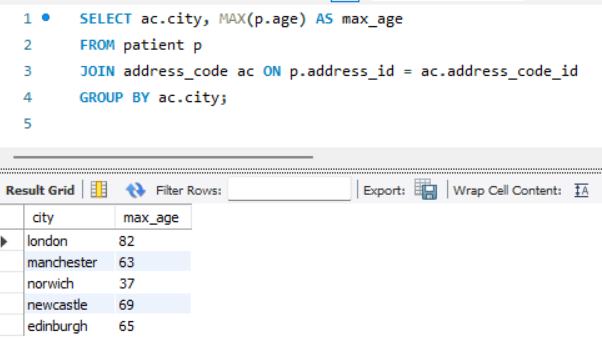 1 SELECT ac.city, MAX(p.age) AS max_age
2 FROM patient p
3 JOIN address_code ac ON p.address_id = ac.address_code_id
4 GROUP BY ac.city;
5
Result Grid Filter Rows: Export: Wrap Cell Content: IA
city max_age
london 82
manchester 63
norwich 37
newcastle 69
edinburgh 65